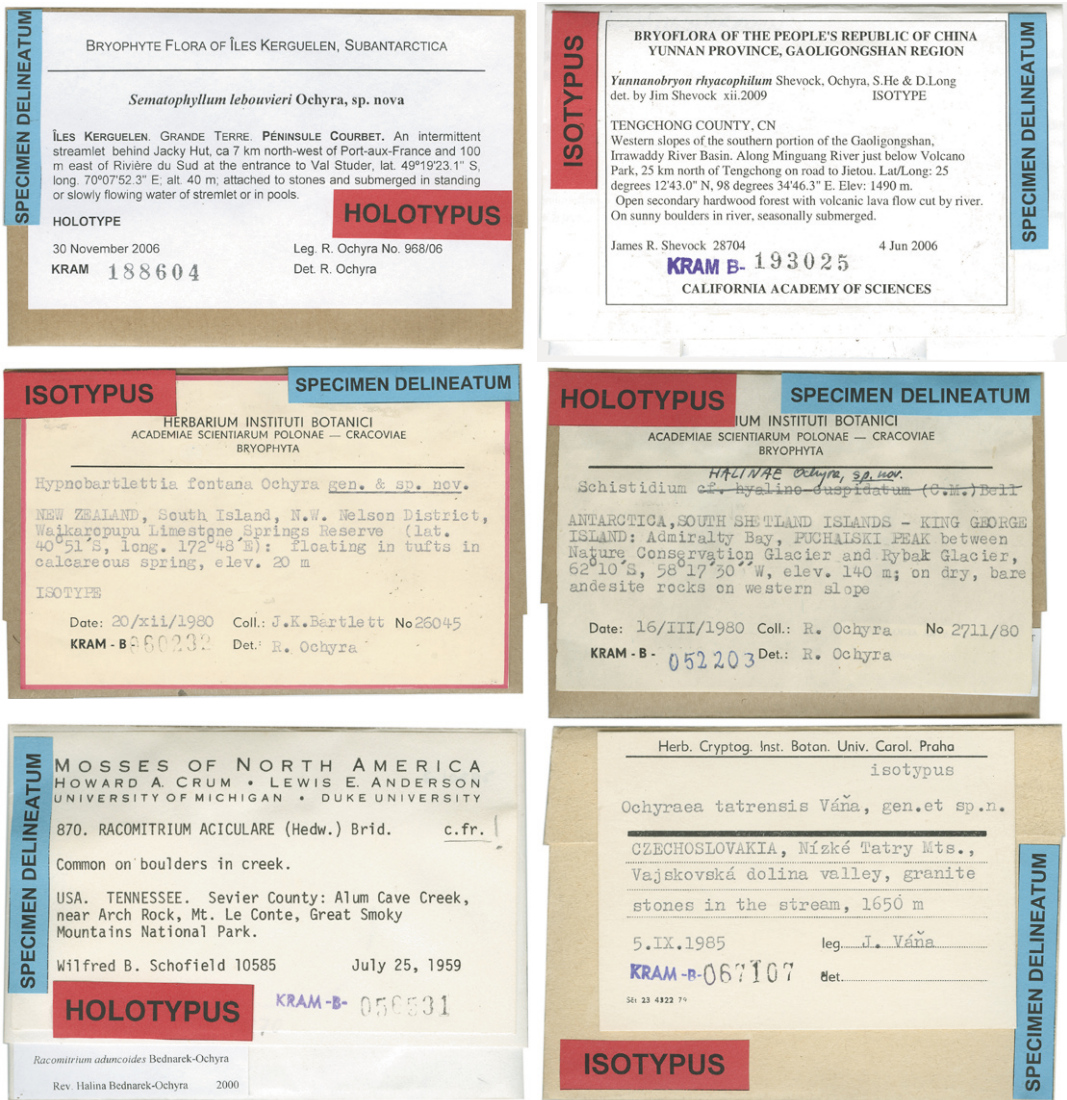 SPECIMEN DELINEATUM
BRYOPHYTE FLORA OF ÎLES KERGUELEN, SUBANTARCTICA
Sematophyllum lebouvieri Ochyra, sp. nova
ÎLES KERGUELEN. GRANDE TERRE. PÉNINSULE COURBET. An intermittent
streamlet behind Jacky Hut, ca 7 km north-west of Port-aux-France and 100
m east of Rivière du Sud at the entrance to Val Studer, lat. 49°19'23.1" S,
long. 70°07'52.3" E; alt. 40 m; attached to stones and submerged in standing
or slowly flowing water of stremlet or in pools.
HOLOTYPUS
HOLOTYPE
30 November 2006 Leg. R. Ochyra No. 968/06
KRAM 188604 Det. R. Ochyra
ISOTYPUS
SPECIMEN DELINEATUM
BRYOFLORA OF THE PEOPLE'S REPUBLIC OF CHINA
YUNNAN PROVINCE, GAOLIGONGSHAN REGION
Yunnanobryon rhyacophilum Shevock, Ochyra, S.He & D.Long
det. by Jim Shevock xii.2009 ISOTYPE
TENGCHONG COUNTY, CN
Western slopes of the southern portion of the Gaoligongshan,
Irrawaddy River Basin. Along Minguang River just below Volcano
Park, 25 km north of Tengchong on road to Jietou. Lat/Long: 25
degrees 12'43.0" N, 98 degrees 34'46.3" E. Elev: 1490 m.
Open secondary hardwood forest with volcanic lava flow cut by river.
On sunny boulders in river, seasonally submerged.
James R. Shevock 28704 4 Jun 2006
KRAM B- 193025
CALIFORNIA ACADEMY OF SCIENCES
ISOTYPUS
SPECIMEN DELINEATUM
HERBARIUM INSTITUTI BOTANICI
ACADEMIAE SCIENTIARUM POLONAE — CRACOVIAE
BRYOPHYTA
Hypnobartlettia fontana Ochyra gen. & sp. nov.
NEW ZEALAND, South Island, N.W. Nelson District,
Waikaropupu Limestone Springs Reserve (lat.
40°51'S, long. 172°48'E): floating in tufts in
calcareous spring, elev. 20 m
ISOTYPE
Date: 20/xii/1980 Coll.: J.K.Bartlett No 26045
KRAM - B 060232 Det.: R. Ochyra
HOLOTYPUS
SPECIMEN DELINEATUM
IUM INSTITUTI BOTANICI
ACADEMIAE SCIENTIARUM POLONAE — CRACOVIAE
BRYOPHYTA
HALINAE Ochyra, sp. nov.
Schistidium cf. hyalino-cuspidatum (C.M.) Bell
ANTARCTICA, SOUTH SHETLAND ISLANDS - KING GEORGE
ISLAND: Admiralty Bay, PUCHALSKI PEAK between
Nature Conservation Glacier and Rybak Glacier,
62°10'S, 58°17'30''W, elev. 140 m; on dry, bare
andesite rocks on western slope
Date: 16/III/1980 Coll.: R. Ochyra No 2711/80
KRAM - B - 052203 Det.: R. Ochyra
SPECIMEN DELINEATUM
MOSSES OF NORTH AMERICA
HOWARD A. CRUM • LEWIS E. ANDERSON
UNIVERSITY OF MICHIGAN • DUKE UNIVERSITY
870. RACOMITRIUM ACICULARE (Hedw.) Brid. c.fr.
Common on boulders in creek.
USA. TENNESSEE. Sevier County: Alum Cave Creek,
near Arch Rock, Mt. Le Conte, Great Smoky
Mountains National Park.
Wilfred B. Schofield 10585 July 25, 1959
HOLOTYPUS
KRAM -B- 056531
Racomitrium aduncoides Bednarek-Ochyra
Rev. Halina Bednarek-Ochyra 2000
Herb. Cryptog. Inst. Botan. Univ. Carol. Praha
isotypus
Ochyraea tatrensis Váňa, gen.et sp.n.
CZECHOSLOVAKIA, Nízké Tatry Mts.,
Vajskovská dolina valley, granite
stones in the stream, 1650 m
5.IX.1985 leg. J. Váňa
KRAM -B- 067107 det.
Sčt 23 4322 79
ISOTYPUS
SPECIMEN DELINEATUM